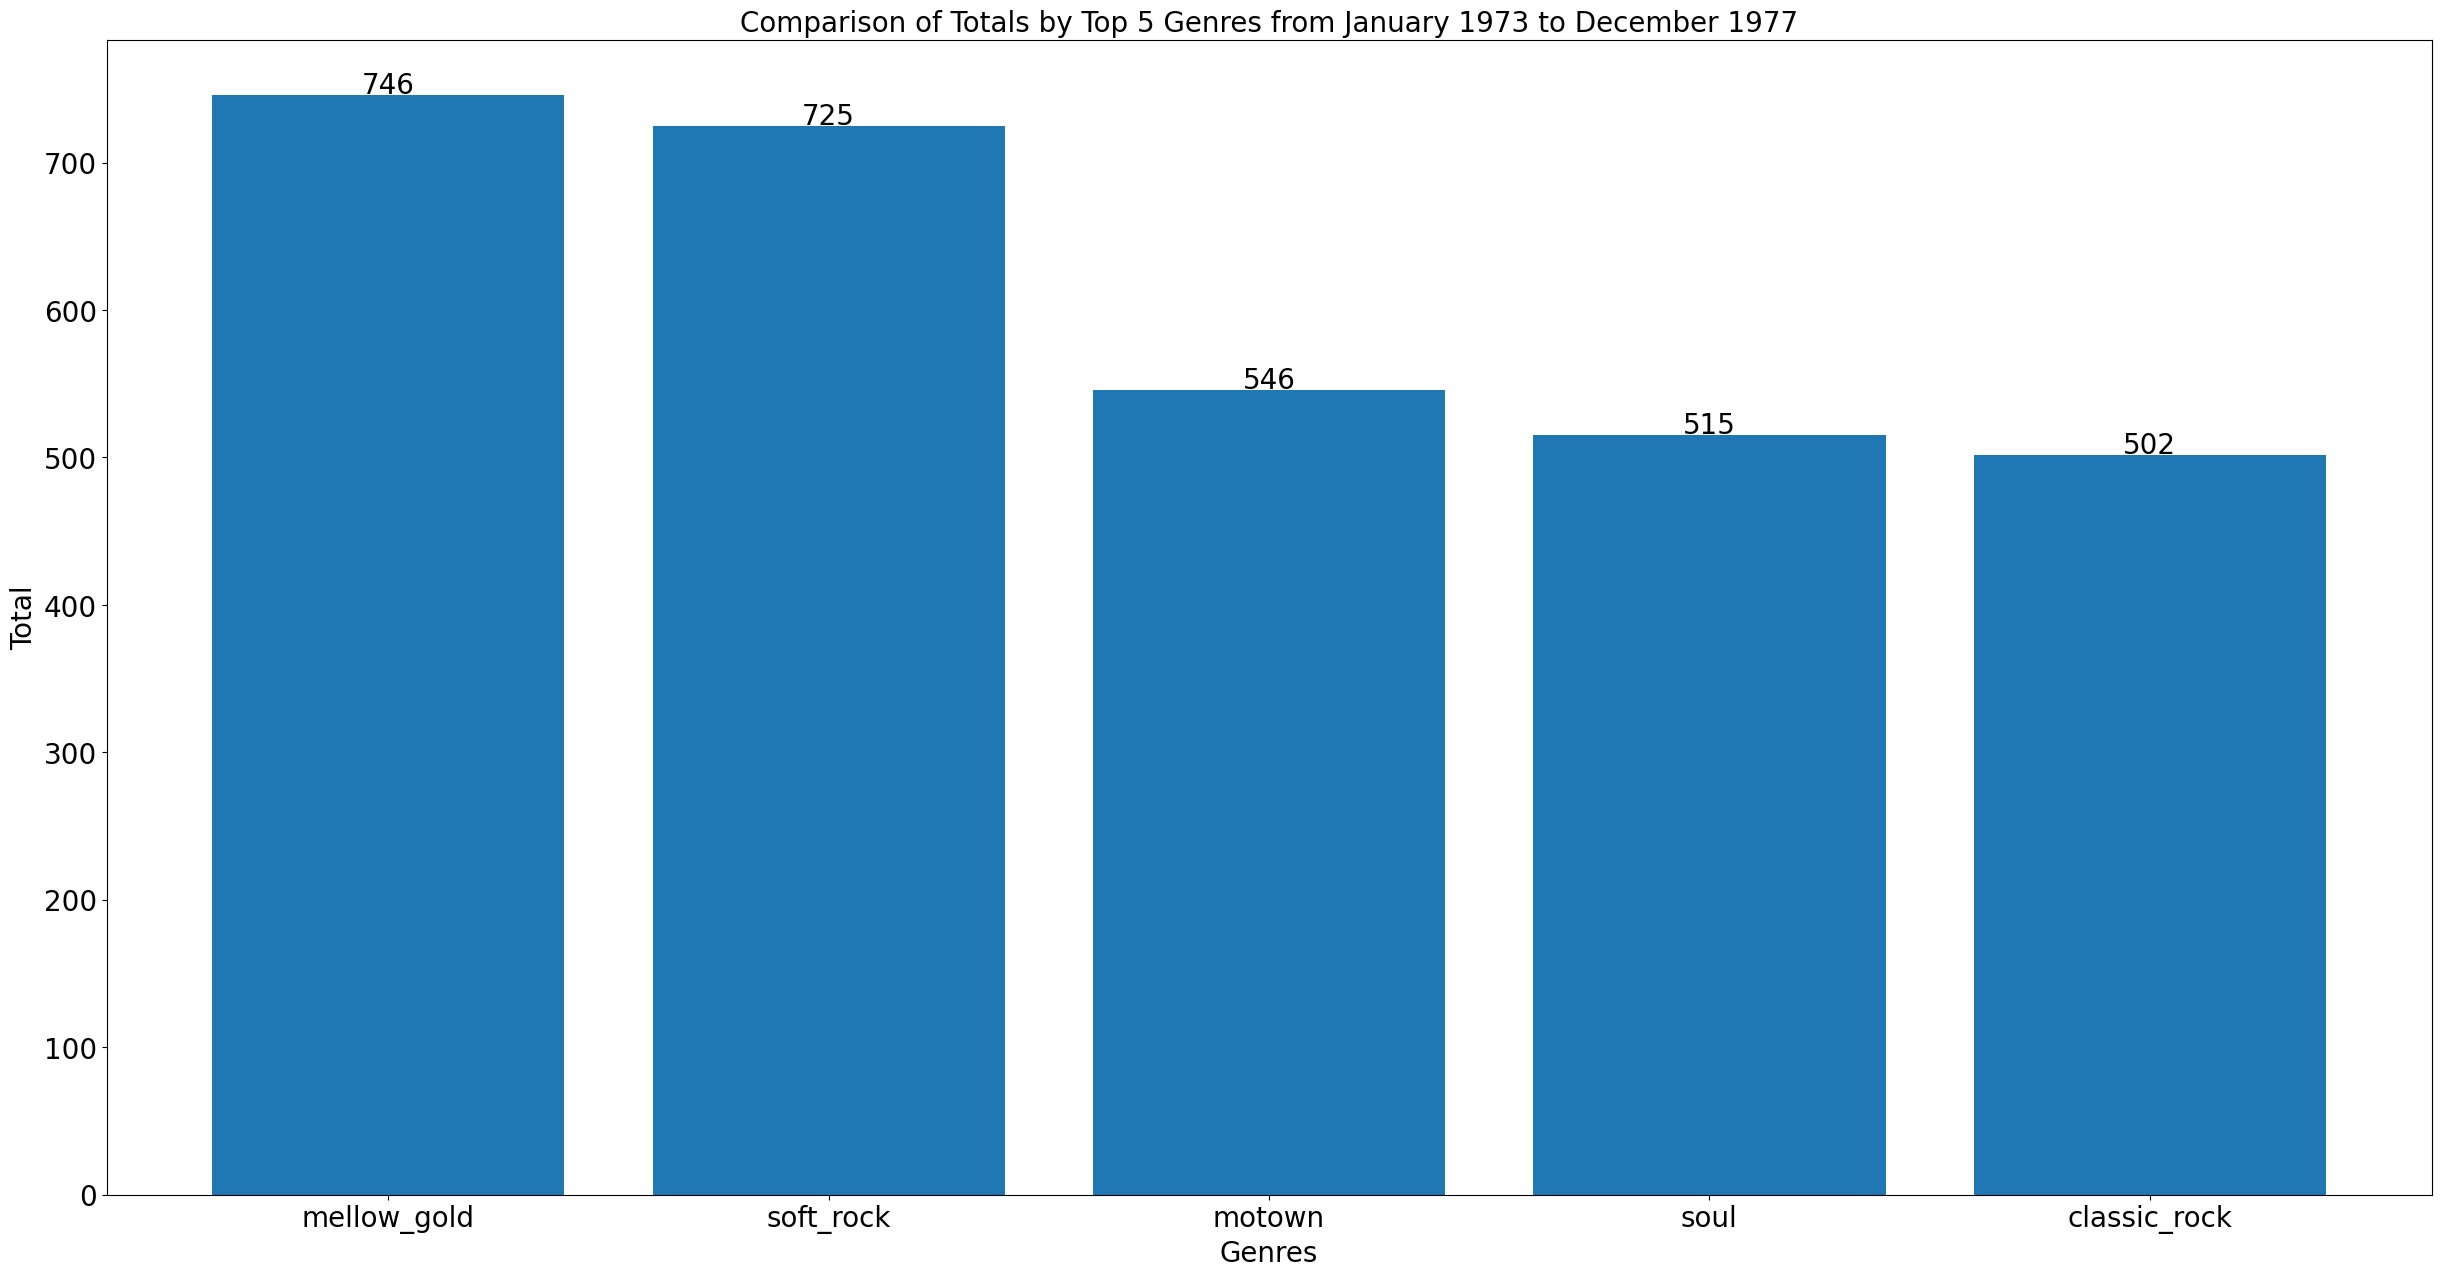 Comparison of Totals by Top 5 Genres from January 1973 to December 1977
746
725
546
515
502
700
600
500
400
300
200
100
0
Total
mellow_gold
soft_rock
motown
soul
classic_rock
Genres